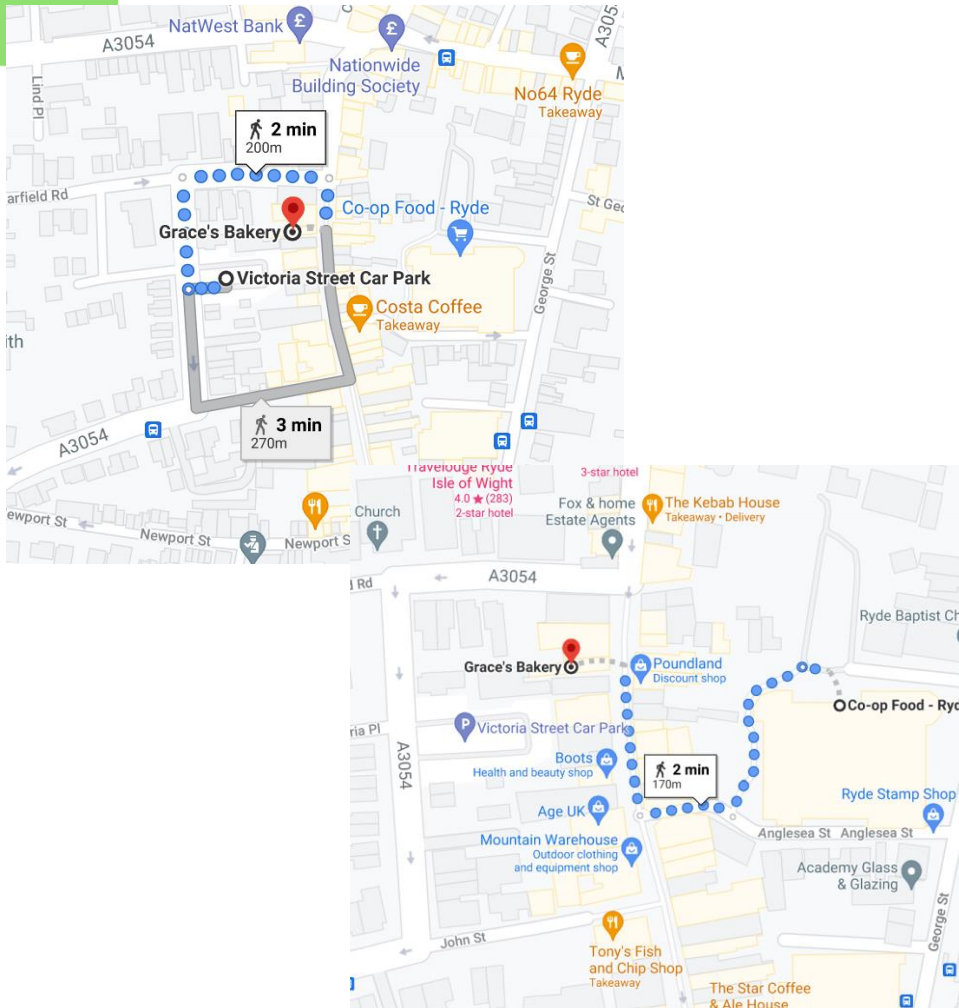 NatWest Bank
£
£
A3054
Nationwide
Building Society
No64 Ryde
Takeaway
Lind Pl
2 min
200m
arfield Rd
Co-op Food - Ryde
St Geo
Grace's Bakery
Victoria Street Car Park
George St
Costa Coffee
Takeaway
ith
3 min
270m
A3054
ewport St
Newport St
Newport S
Travelodge Ryde
Isle of Wight
4.0 ★ (283)
2-star hotel
3-star hotel
Church
Fox & home
Estate Agents
The Kebab House
Takeaway • Delivery
A3054
Rd
Ryde Baptist Ch
Grace's Bakery
Poundland
Discount shop
Co-op Food - Ryd
ria Pl
P
Victoria Street Car Park
A3054
Boots
Health and beauty shop
2 min
170m
Age UK
Ryde Stamp Shop
Anglesea St Anglesea St
Mountain Warehouse
Outdoor clothing
and equipment shop
Academy Glass
& Glazing
John St
George St
Tony's Fish
and Chip Shop
Takeaway
The Star Coffee
& Ale House